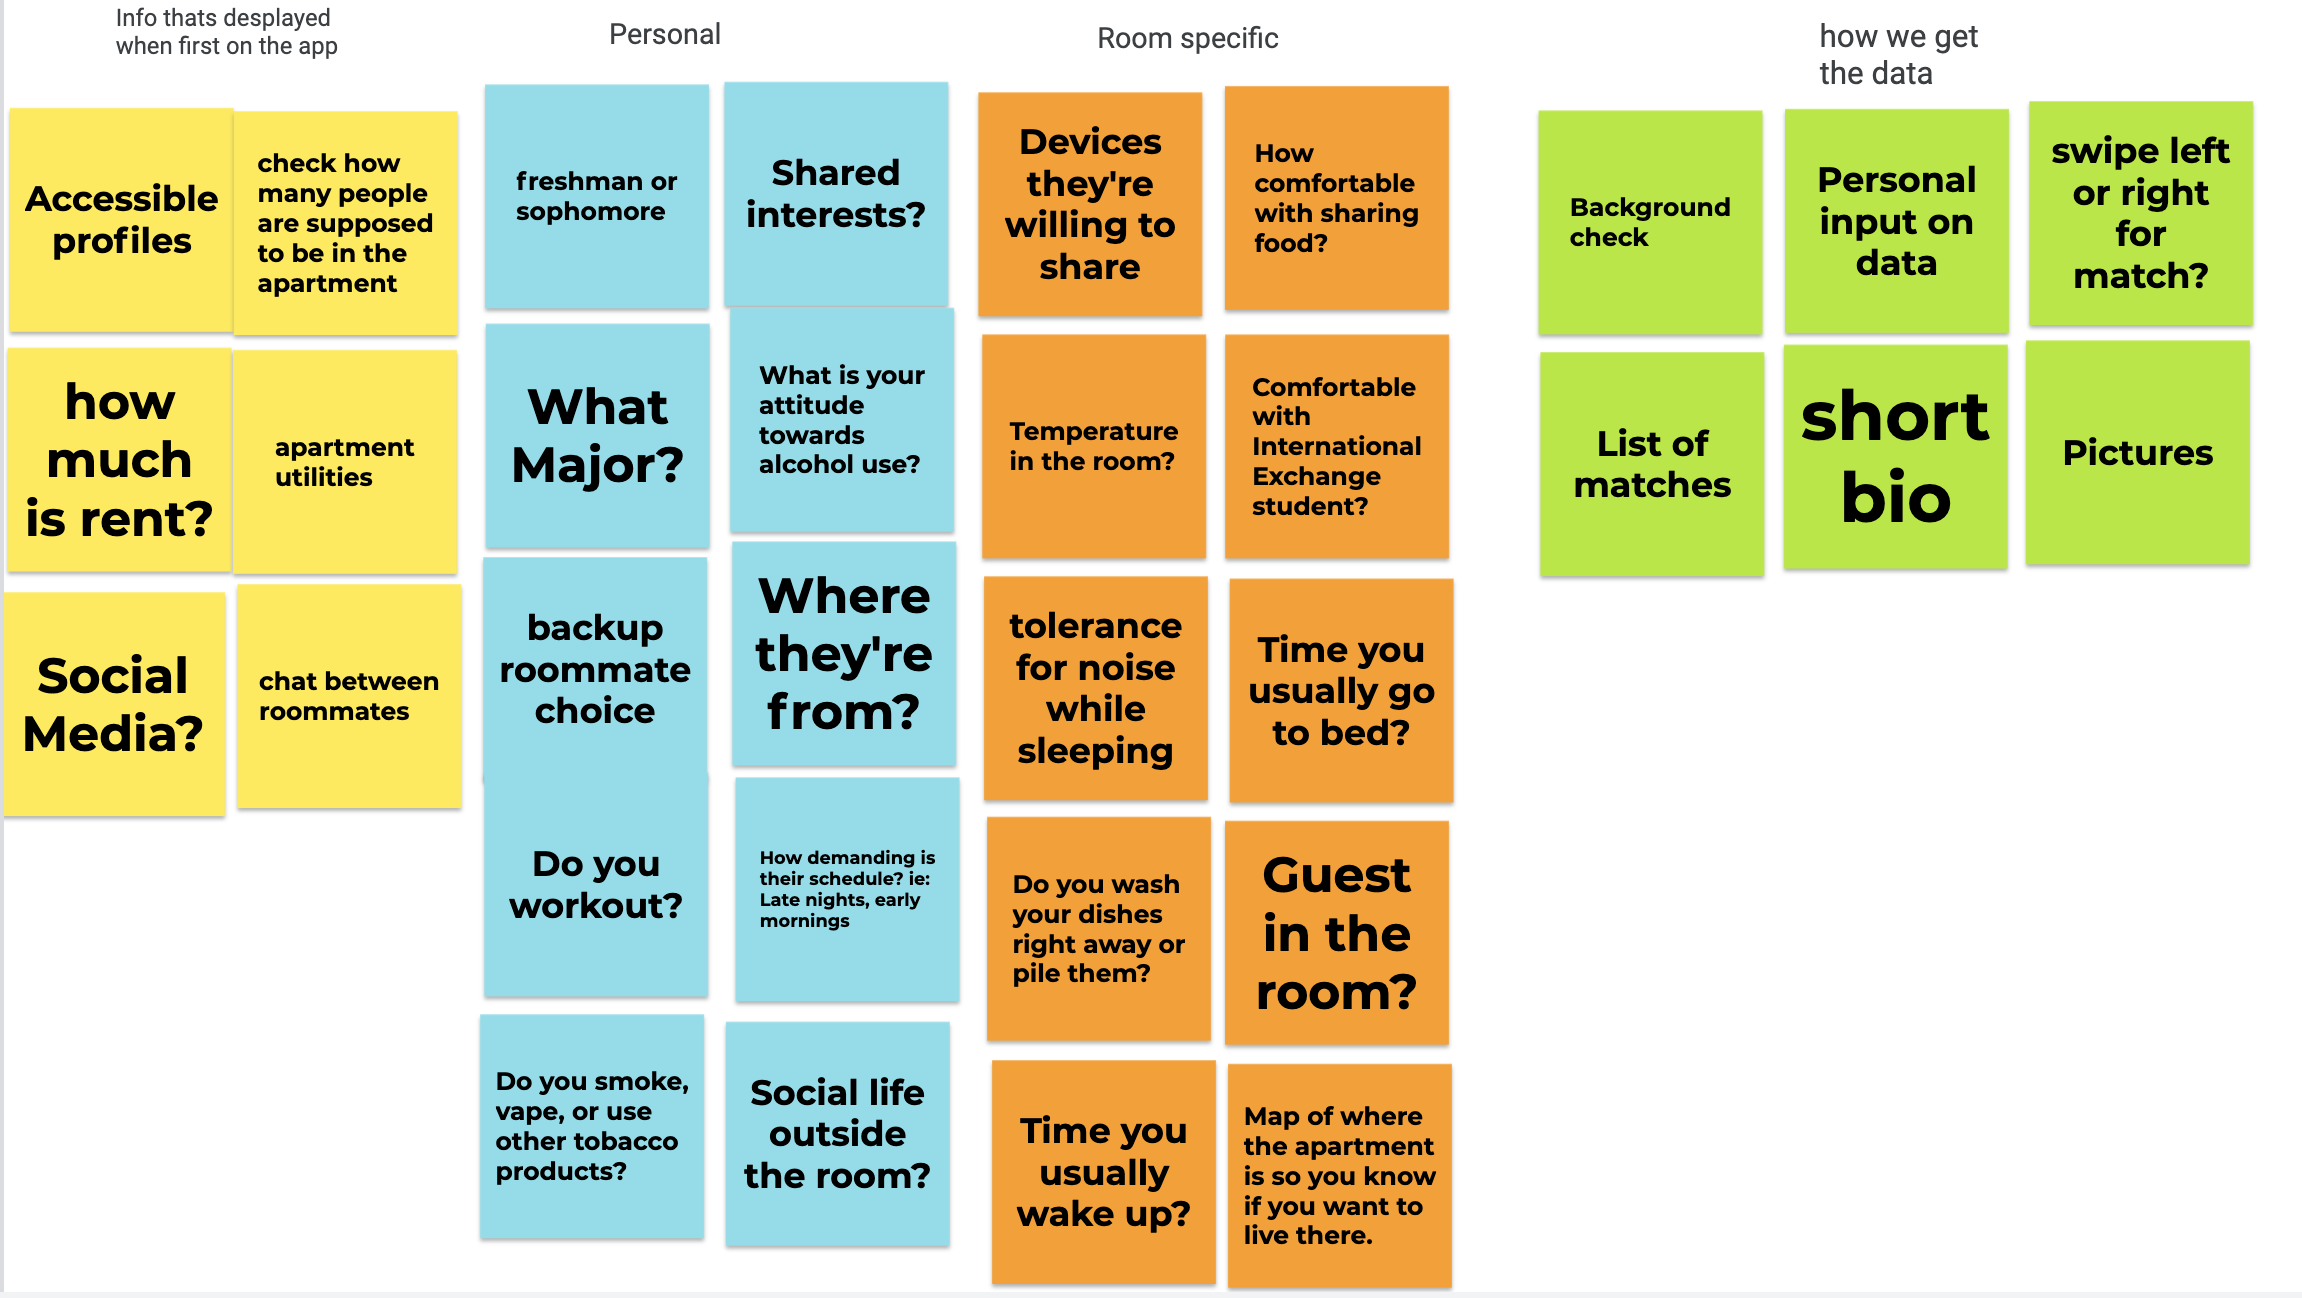 Info thats desplayed
when first on the app
Accessible
profiles
check how
many people
are supposed
to be in the
apartment
how
much
is rent?
apartment
utilities
Social
Media?
chat between
roommates
Personal
freshman or
sophomore
Shared
interests?
What
Major?
What is your
attitude
towards
alcohol use?
backup
roommate
choice
Where
they're
from?
Do you
workout?
How demanding is
their schedule? ie:
Late nights, early
mornings
Do you smoke,
vape, or use
other tobacco
products?
Social life
outside
the room?
Room specific
Devices
they're
willing to
share
How
comfortable
with sharing
food?
Temperature
in the room?
Comfortable
with
International
Exchange
student?
tolerance
for noise
while
sleeping
Time you
usually go
to bed?
Do you wash
your dishes
right away or
pile them?
Guest
in the
room?
Time you
usually
wake up?
Map of where
the apartment
is so you know
if you want to
live there.
how we get
the data
Background
check
Personal
input on
data
swipe left
or right
for
match?
List of
matches
short
bio
Pictures